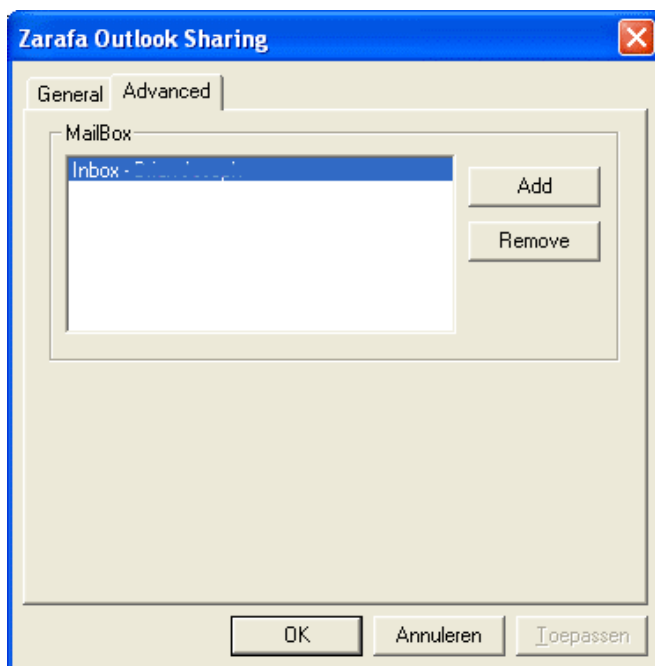 Zarafa Outlook Sharing
General Advanced
MailBox
Inbox -
Add
Remove
OK Annuleren Toepassen